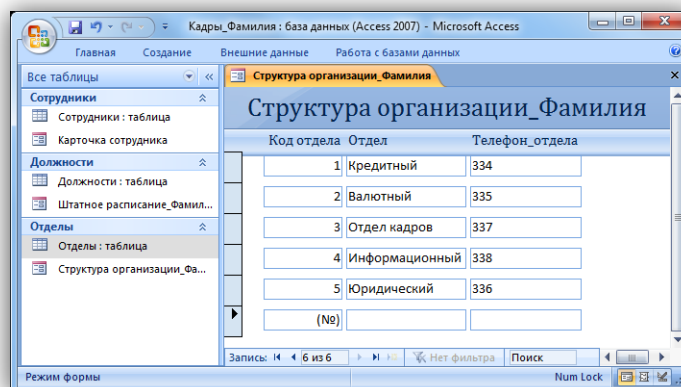 Кадры_Фамилия : база данных (Access 2007) - Microsoft Access
Главная Создание Внешние данные Работа с базами данных
Все таблицы
Структура организации_Фамилия
Сотрудники
Сотрудники : таблица
Карточка сотрудника
Должности
Должности : таблица
Штатное расписание_Фамил...
Отделы
Отделы : таблица
Структура организации_Фа...
Структура организации_Фамилия
Код отдела Отдел Телефон_отдела
1 Кредитный 334
2 Валютный 335
3 Отдел кадров 337
4 Информационный 338
5 Юридический 336
(№)
Запись: 6 из 6 Нет фильтра Поиск
Режим формы Num Lock